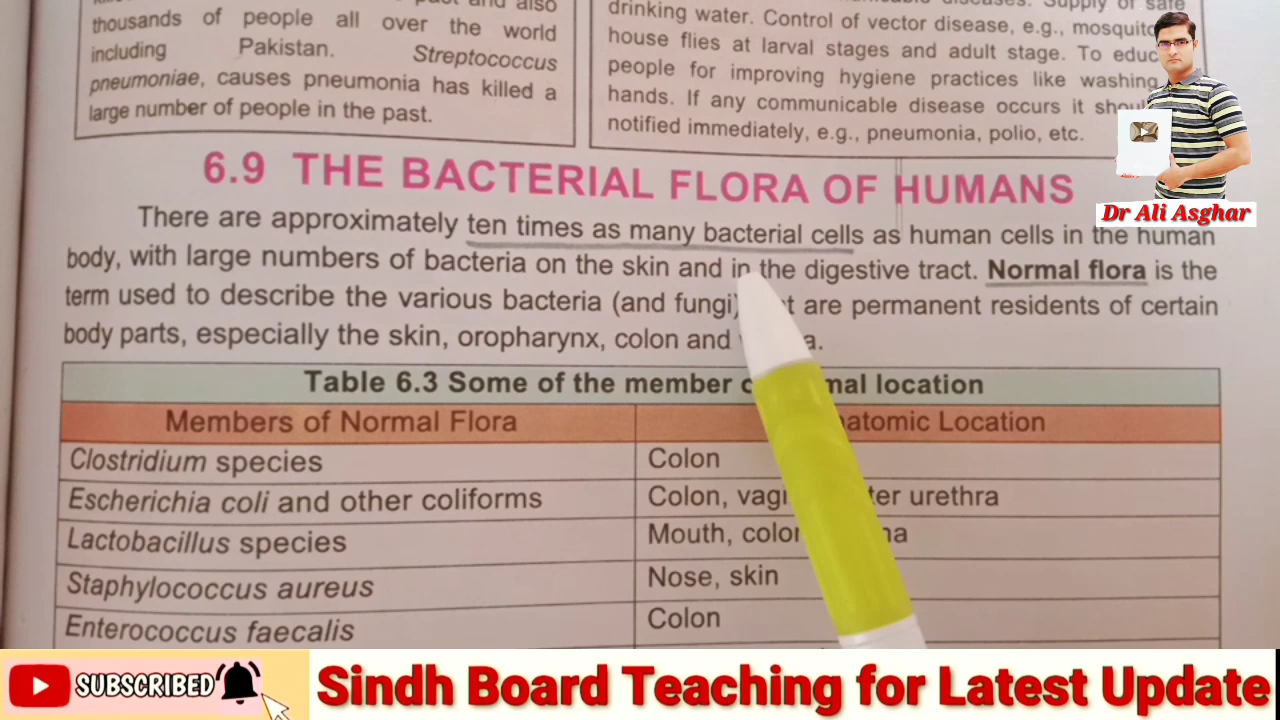 thousands of people all over the world
including Pakistan. Streptococcus
pneumoniae, causes pneumonia has killed a
large number of people in the past.
drinking water. Control of vector disease, e.g.,
house flies at larval stages and adult stage. To
people for improving hygiene practices like washing
hands. If any communicable disease occurs it
notified immediately, e.g., pneumonia, polio, etc.
Dr Ali Asghar
6.9 THE BACTERIAL FLORA OF HUMANS
There are approximately ten times as many bacterial cells as human cells in the human
body, with large numbers of bacteria on the skin and in the digestive tract. Normal flora is the
term used to describe the various bacteria (and fungi) are permanent residents of certain
body parts, especially the skin, oropharynx, colon and
Table 6.3 Some of the member location
Members of Normal Flora
Location
Clostridium species
Colon
Escherichia coli and other coliforms
Colon, urethra
Lactobacillus species
Mouth,
Staphylococcus aureus
Nose, skin
Enterococcus faecalis
Colon
SUBSCRIBED
Sindh Board Teaching for Latest Update